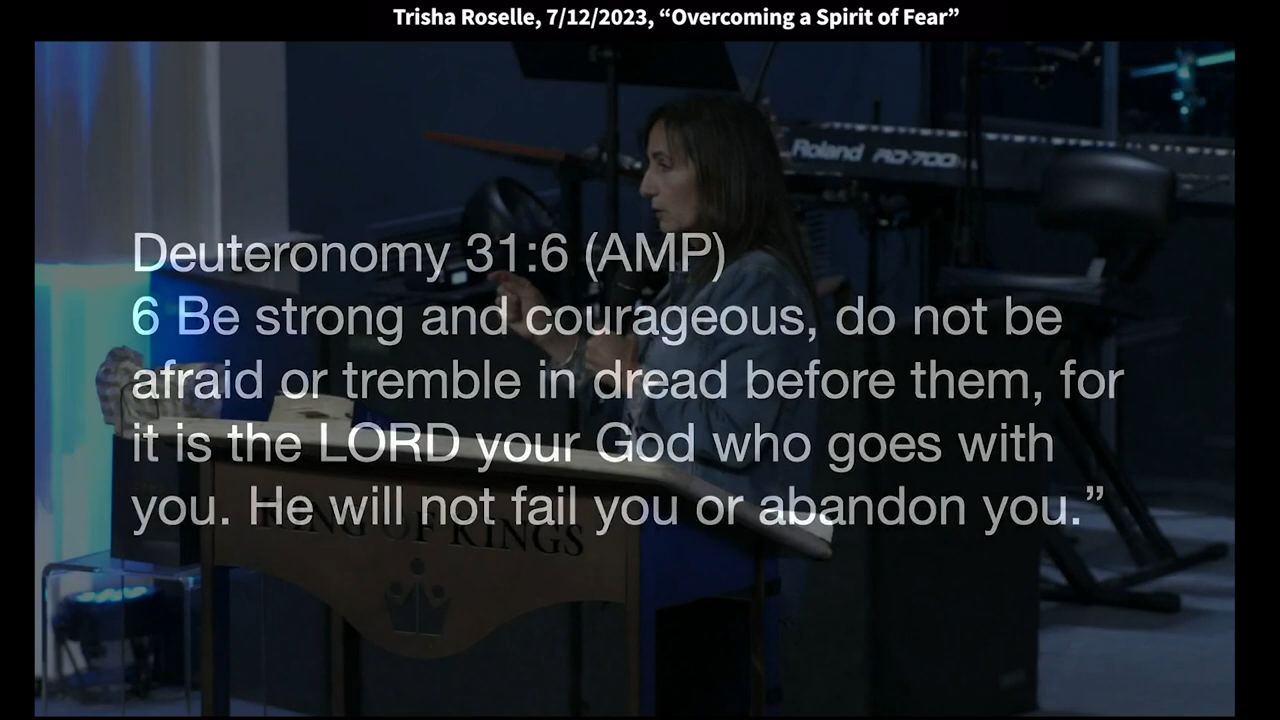 Trisha Roselle, 7/12/2023, “Overcoming a Spirit of Fear”
Roland RD-700
Deuteronomy 31:6 (AMP)
6 Be strong and courageous, do not be
afraid or tremble in dread before them, for
it is the LORD your God who goes with
you. He will not fail you or abandon you.”
KING OF KINGS